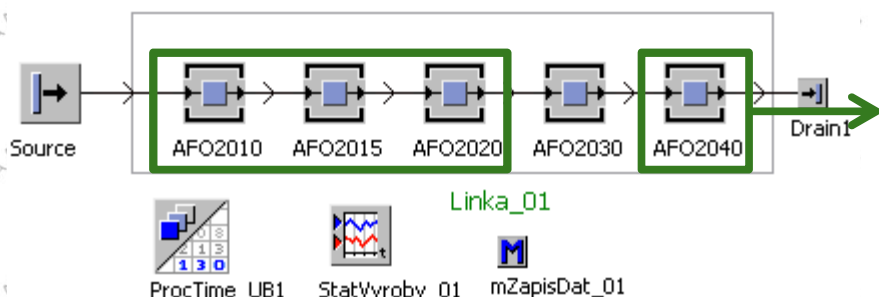 Source
AFO2010
AFO2015
AFO2020
AFO2030
AFO2040
Drain1
Linka_01
ProcTime_UB1
StatVyroby_01
mZapisDat_01